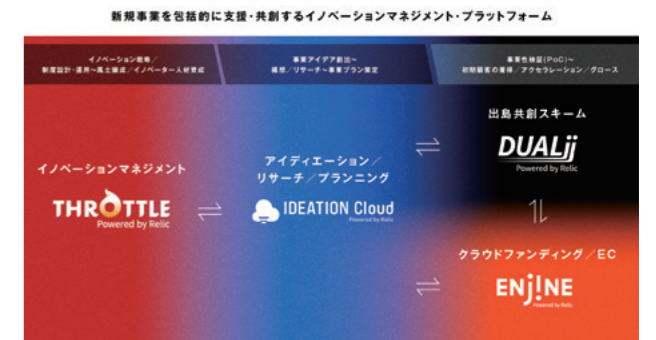 新規事業を包括的に支援・共創するイノベーションマネジメント・プラットフォーム
イノベーション戦略／
制度設計・運用～風土醸成／イノベーター人材育成
事業アイデア創出～
構想／リサーチ～事業プラン策定
事業性検証(PoC)～
初期顧客の獲得／アクセラレーション／グロース
イノベーションマネジメント
THROTTLE
Powered by Relic
アイディエーション／
リサーチ／プランニング
IDEATION Cloud
Powered by Relic
出島共創スキーム
DUALjj
Powered by Relic
クラウドファンディング／EC
ENjiNE
Powered by Relic